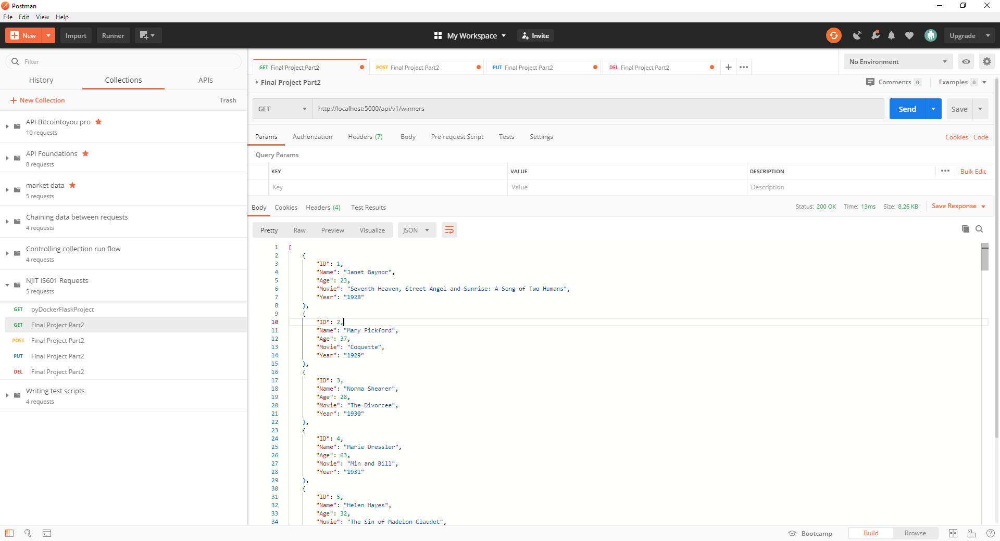 Postman
File Edit View Help
New Import Runner My Workspace Invite Upgrade
Filter
History Collections APIs
New Collection Trash
API Bitcointoyou pro
10 requests
API Foundations
8 requests
market data
5 requests
Chaining data between requests
4 requests
Controlling collection run flow
4 requests
NJIT IS601 Requests
5 requests
GET pyDockerFlaskProject
GET Final Project Part2
POST Final Project Part2
PUT Final Project Part2
DEL Final Project Part2
Writing test scripts
4 requests
GET Final Project Part2 POST Final Project Part2 PUT Final Project Part2 DEL Final Project Part2 No Environment
Final Project Part2 Comments 0 Examples 0
GET http://localhost:5000/api/v1/winners Send Save
Params Authorization Headers (7) Body Pre-request Script Tests Settings Cookies Code
Query Params
KEY VALUE DESCRIPTION Bulk Edit
Key Value Description
Body Cookies Headers (4) Test Results Status: 200 OK Time: 13ms Size: 8.26 KB Save Response
Pretty Raw Preview Visualize JSON
1 [
2 {
3 "ID": 1,
4 "Name": "Janet Gaynor",
5 "Age": 23,
6 "Movie": "Seventh Heaven, Street Angel and Sunrise: A Song of Two Humans",
7 "Year": "1928"
8 },
9 {
10 "ID": 2,
11 "Name": "Mary Pickford",
12 "Age": 37,
13 "Movie": "Coquette",
14 "Year": "1929"
15 },
16 {
17 "ID": 3,
18 "Name": "Norma Shearer",
19 "Age": 28,
20 "Movie": "The Divorcee",
21 "Year": "1930"
22 },
23 {
24 "ID": 4,
25 "Name": "Marie Dressler",
26 "Age": 63,
27 "Movie": "Min and Bill",
28 "Year": "1931"
29 },
30 {
31 "ID": 5,
32 "Name": "Helen Hayes",
33 "Age": 32,
34 "Movie": "The Sin of Madelon Claudet",
Bootcamp Build Browse